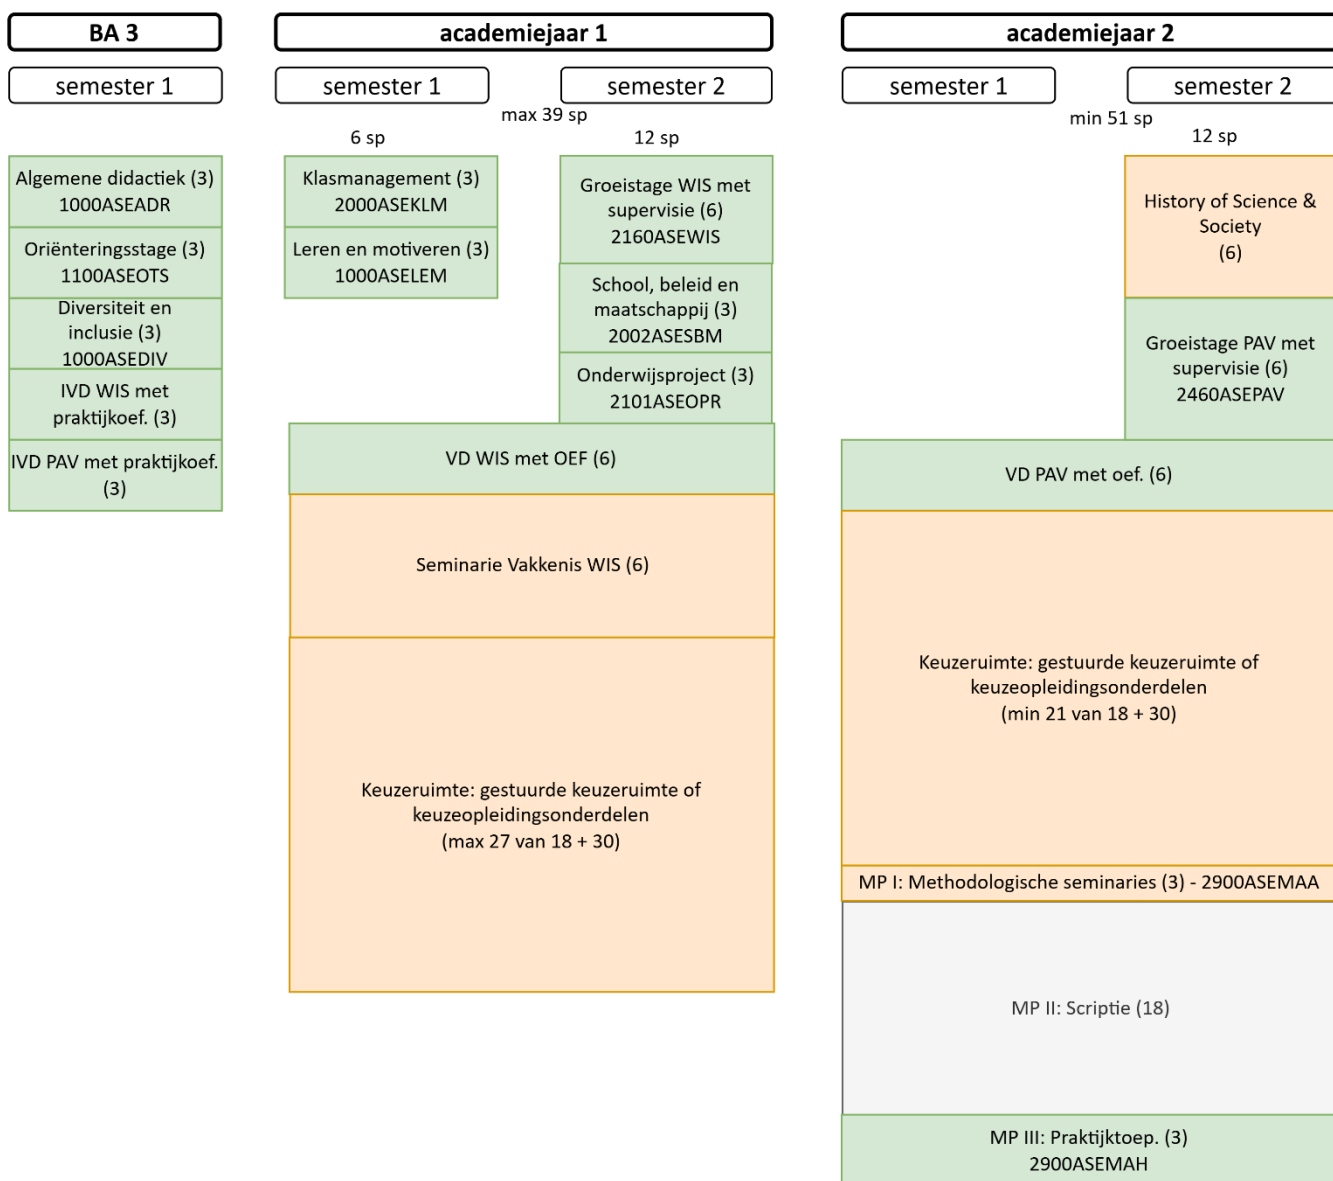 BA 3
semester 1
Algemene didactiek (3)
1000ASEADR
Oriënteringsstage (3)
1100ASEOTS
Diversiteit en
inclusie (3)
1000ASEDIV
IVD WIS met
praktijkoef. (3)
IVD PAV met praktijkoef.
(3)
academiejaar 1
semester 1
semester 2
max 39 sp
6 sp
12 sp
Klasmanagement (3)
2000ASEKLM
Leren en motiveren (3)
1000ASELEM
Groeistage WIS met
supervisie (6)
2160ASEWIS
School, beleid en
maatschappij (3)
2002ASESBM
Onderwijsproject (3)
2101ASEOPR
VD WIS met OEF (6)
Seminarie Vakkenis WIS (6)
Keuzeruimte: gestuurde keuzeruimte of
keuzeopleidingsonderdelen
(max 27 van 18 + 30)
academiejaar 2
semester 1
semester 2
min 51 sp
12 sp
History of Science &
Society
(6)
Groeistage PAV met
supervisie (6)
2460ASEPAV
VD PAV met oef. (6)
Keuzeruimte: gestuurde keuzeruimte of
keuzeopleidingsonderdelen
(min 21 van 18 + 30)
MP I: Methodologische seminaries (3) - 2900ASEMAA
MP II: Scriptie (18)
MP III: Praktijktoep. (3)
2900ASEMAH